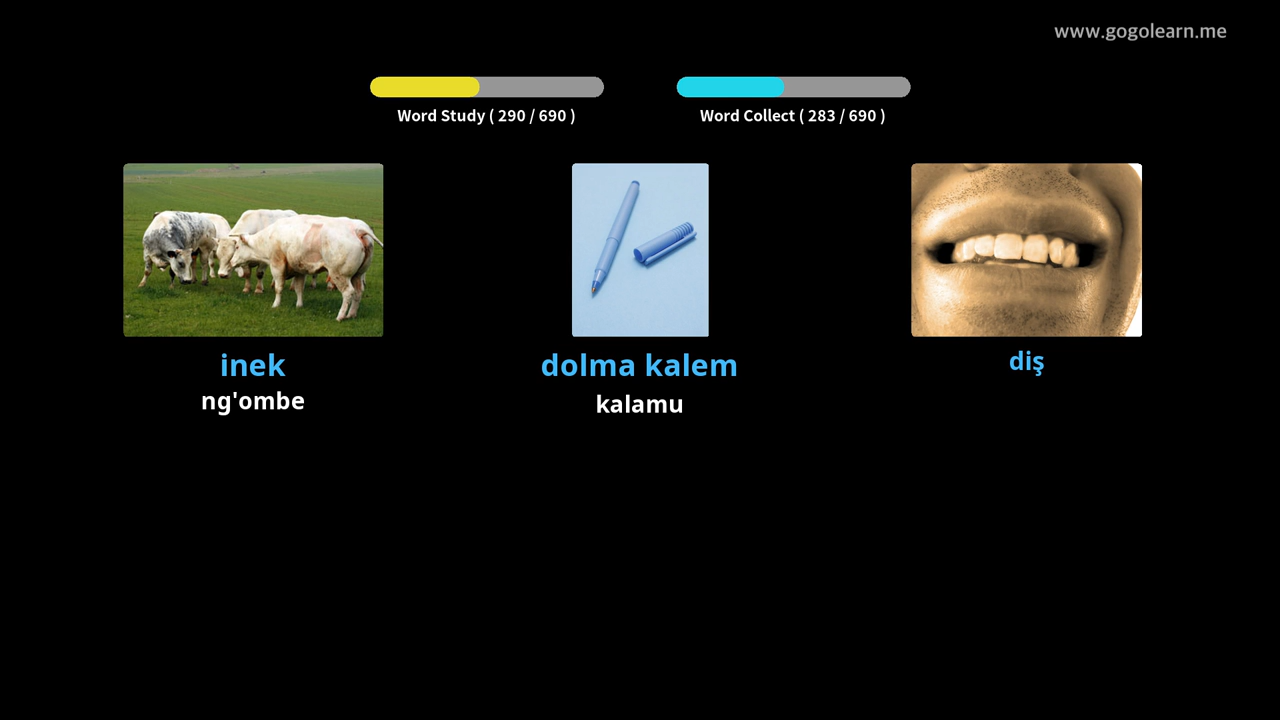 www.gogolearn.me
Word Study ( 290 / 690 )
Word Collect ( 283 / 690 )
inek
ng'ombe
dolma kalem
kalamu
diş